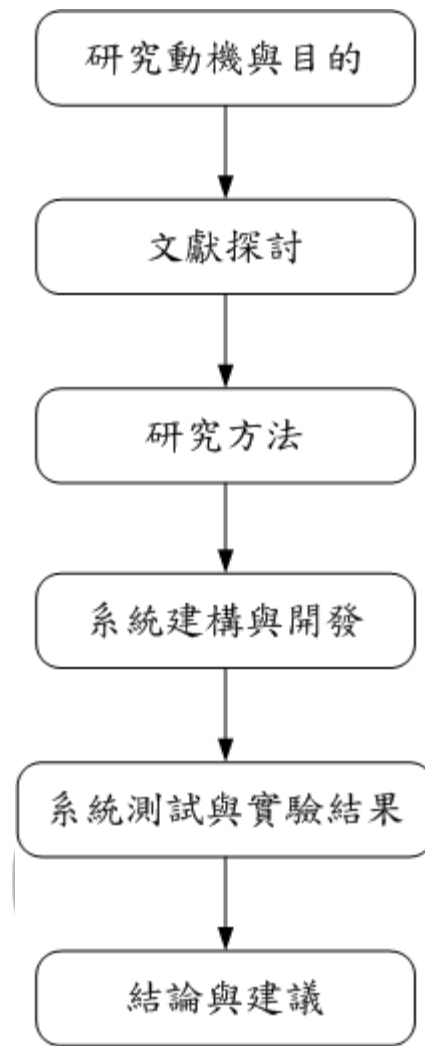 研究動機與目的
文獻探討
研究方法
系統建構與開發
系統測試與實驗結果
結論與建議